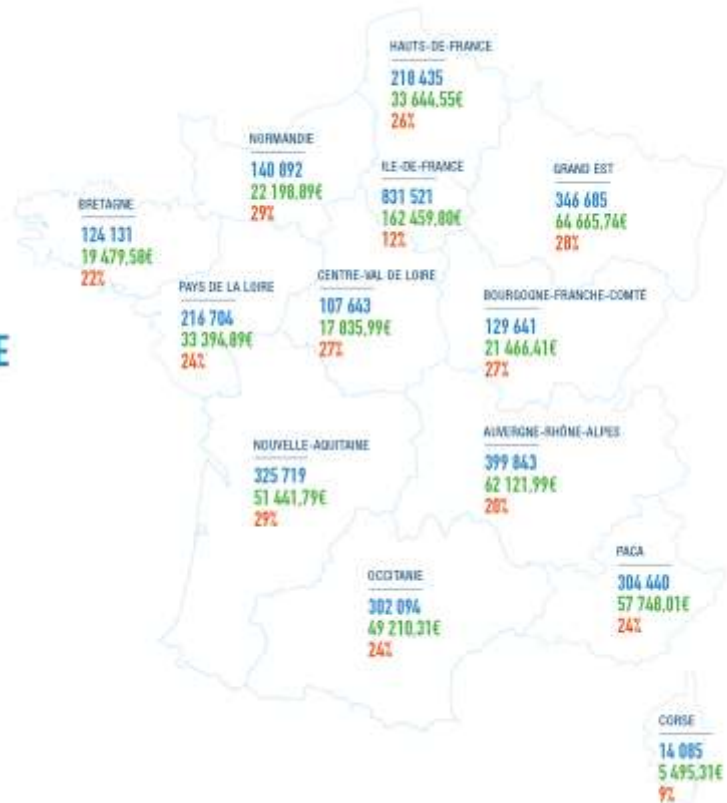 HAUTS-DE-FRANCE
218 435
33 644,55€
26%
NORMANDIE
140 892
22 198,89€
29%
ILE-DE-FRANCE
831 521
162 459,80€
12%
GRAND EST
346 685
64 665,74€
28%
BRETAGNE
124 131
19 479,58€
22%
PAYS DE LA LOIRE
216 704
33 394,89€
24%
CENTRE-VAL DE LOIRE
107 643
17 835,99€
27%
BOURGOGNE-FRANCHE-COMTÉ
129 641
21 466,41€
27%
E
NOUVELLE-AQUITAINE
325 719
51 441,79€
29%
AUVERGNE-RHÔNE-ALPES
399 843
62 121,99€
20%
PACA
304 440
57 748,01€
24%
OCCITANIE
302 094
49 210,31€
24%
CORSE
14 085
5 495,31€
9%